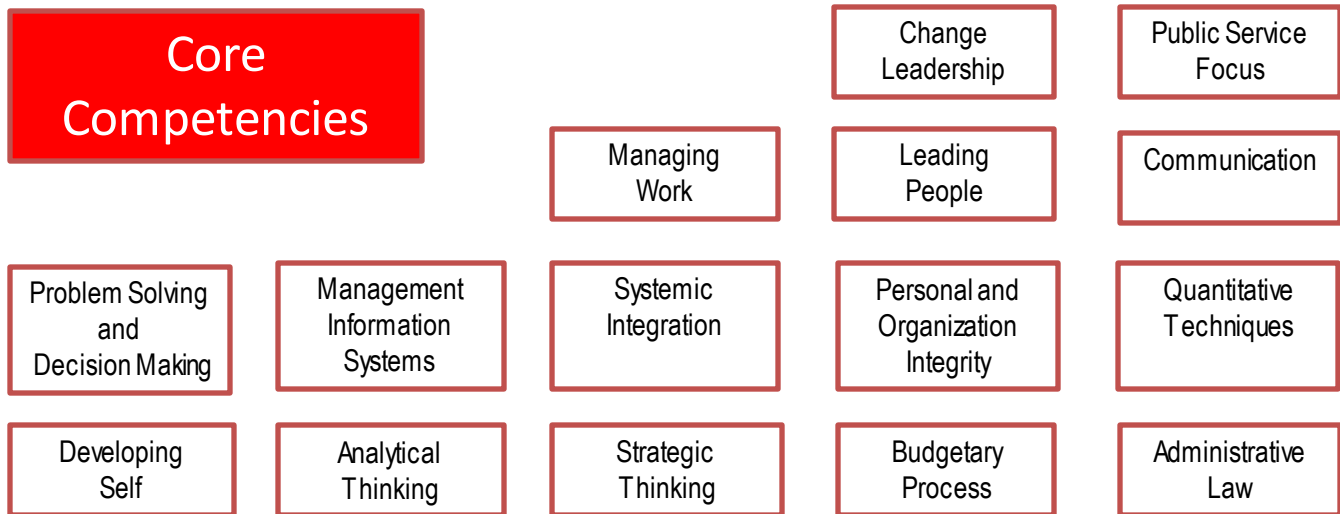 Core
Competencies
Change
Leadership
Public Service
Focus
Managing
Work
Leading
People
Communication
Problem Solving
and
Decision Making
Management
Information
Systems
Systemic
Integration
Personal and
Organization
Integrity
Quantitative
Techniques
Developing
Self
Analytical
Thinking
Strategic
Thinking
Budgetary
Process
Administrative
Law